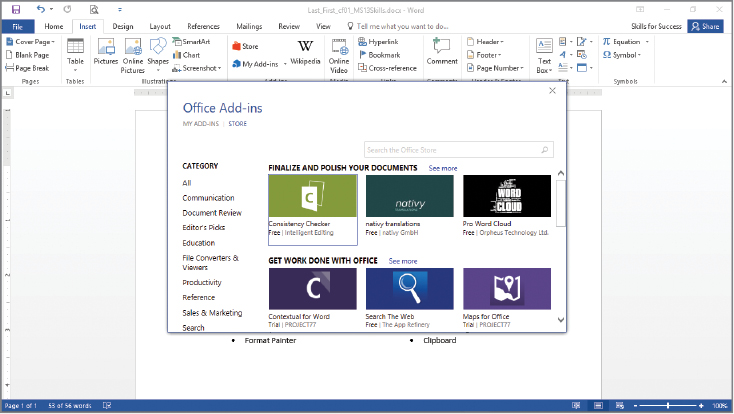 Last_First_cf01_MS13Skills.docx - Word
File Home Insert Design Layout References Mailings Review View Tell me what you want to do... Skills for Success Share
Cover Page
Blank Page
Page Break
Pages
Table
Tables
Pictures Online Pictures Shapes
SmartArt
Chart
Screenshot
Illustrations
Store
My Add-ins
Wikipedia
Add-ins
Online Video
Media
Hyperlink
Bookmark
Cross-reference
Links
Comment
Comments
Header
Footer
Page Number
Header & Footer
Text Box
Text
Equation
Symbol
Symbols
Office Add-ins
MY ADD-INS | STORE
Search the Office Store
CATEGORY
All
Communication
Document Review
Editor's Picks
Education
File Converters &
Viewers
Productivity
Reference
Sales & Marketing
Search
FINALIZE AND POLISH YOUR DOCUMENTS See more
C nativy WORD CLOUD
Consistency Checker nativy translations Pro Word Cloud
Free | Intelligent Editing Free | nativy GmbH Free | Orpheus Technology Ltd.
GET WORK DONE WITH OFFICE See more
C
Contextual for Word Search The Web Maps for Office
Trial | PROJECT77 Free | The App Refinery Trial | PROJECT77
• Format Painter • Clipboard
Page 1 of 1 53 of 56 words 100%